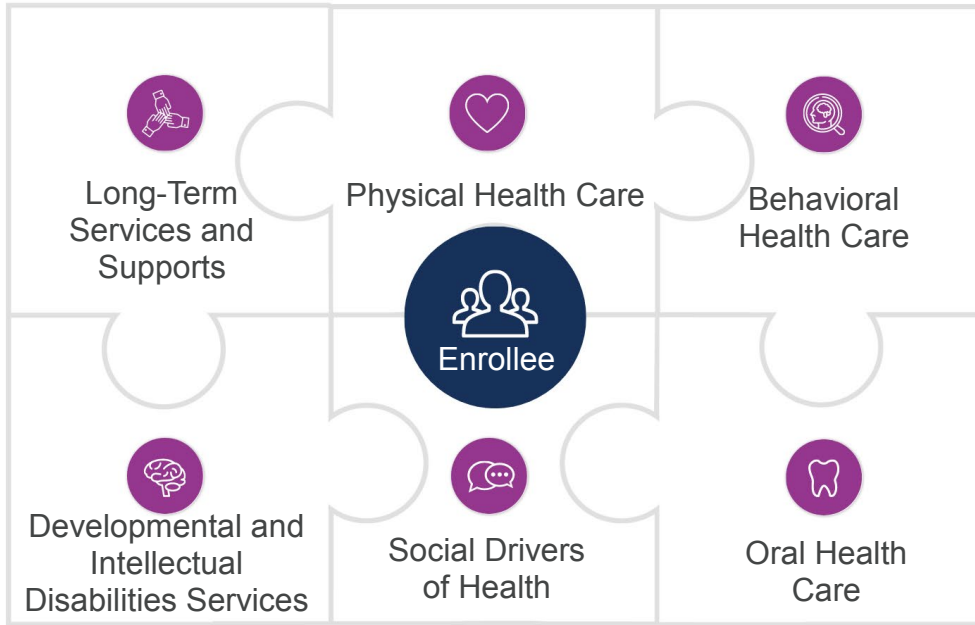 Long-Term
Services and
Supports
Physical Health Care
Behavioral
Health Care
Enrollee
Developmental and
Intellectual
Disabilities Services
Social Drivers
of Health
Oral Health
Care